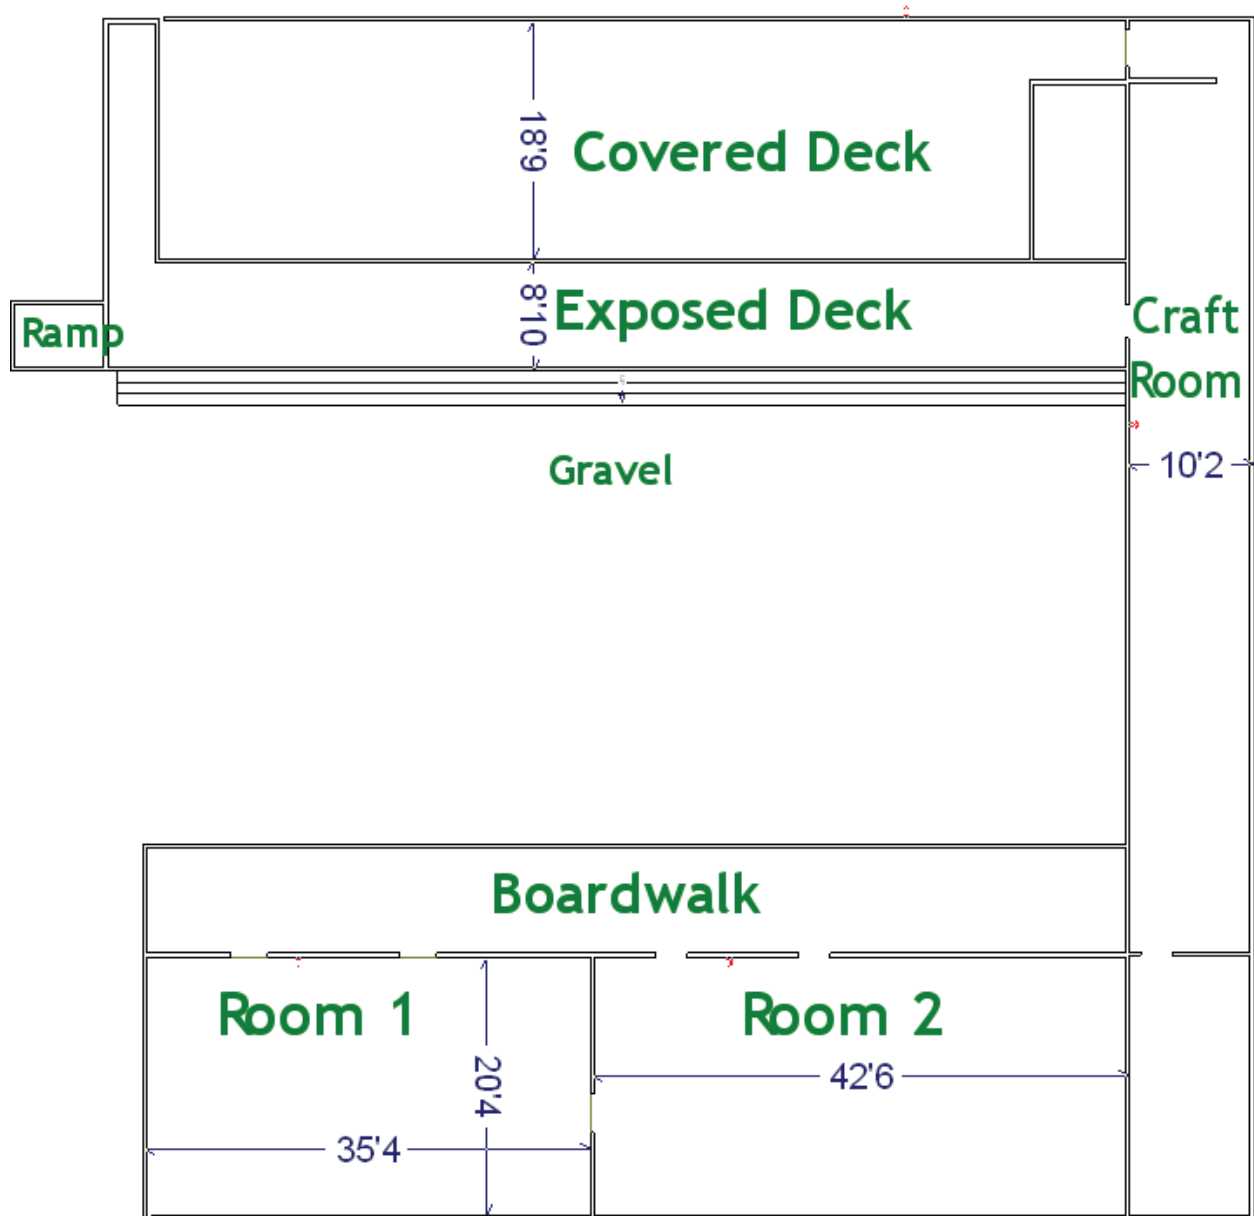 18'9
Covered Deck
8'10
Exposed Deck
Ramp
Craft
Room
10'2
Gravel
Boardwalk
Room 1
Room 2
20'4
42'6
35'4